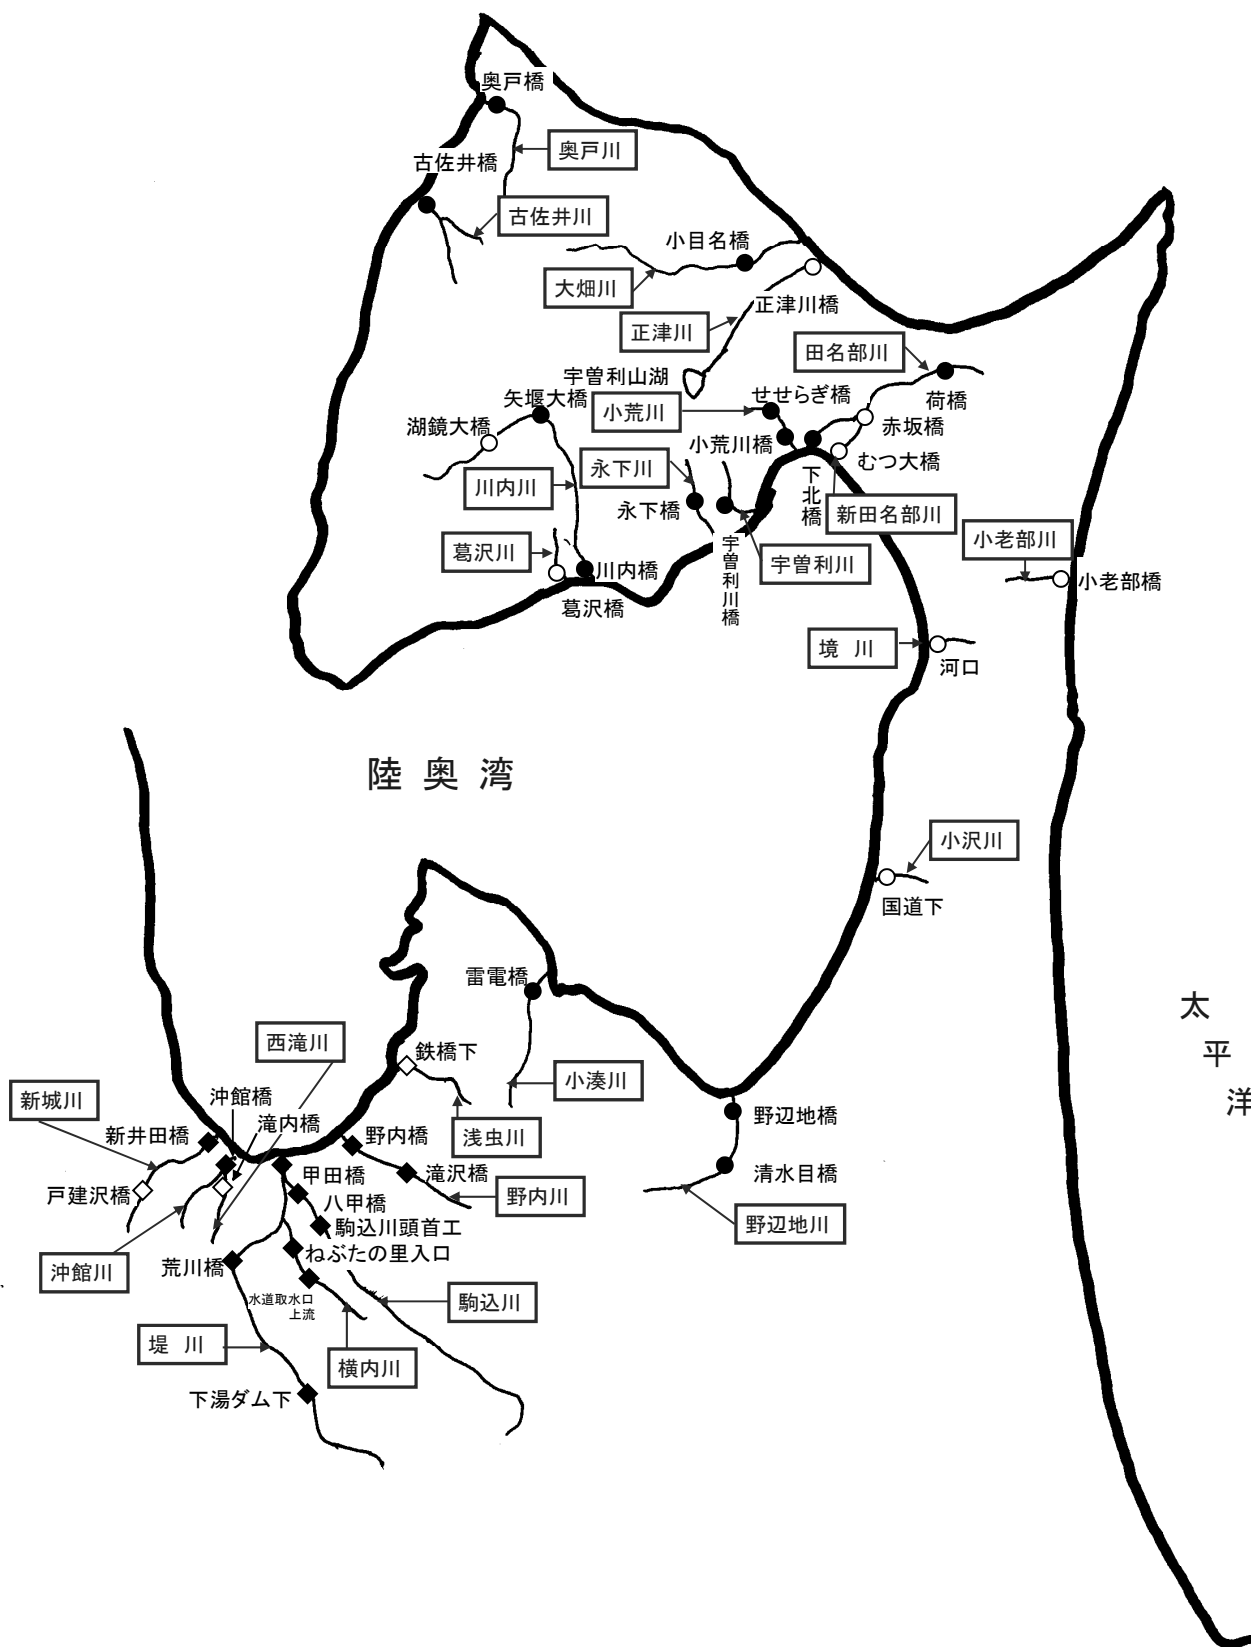 奥戸橋
奥戸川
古佐井橋
古佐井川
小目名橋
大畑川
正津川橋
正津川
田名部川
宇曽利山湖
せせらぎ橋
荷橋
矢堰大橋
小荒川
湖鏡大橋
赤坂橋
小荒川橋
むつ大橋
永下川
川内川
下北橋
永下橋
新田名部川
小老部川
葛沢川
宇曽利川橋
宇曽利川
川内橋
小老部橋
葛沢橋
境 川
河口
陸 奥 湾
小沢川
国道下
雷電橋
太
平
洋
西滝川
鉄橋下
小湊川
新城川
沖館橋
滝内橋
新井田橋
野内橋
浅虫川
野辺地橋
甲田橋
滝沢橋
清水目橋
戸建沢橋
八甲橋
野内川
駒込川頭首工
野辺地川
ねぶたの里入口
荒川橋
沖館川
水道取水口
上流
駒込川
堤 川
横内川
下湯ダム下